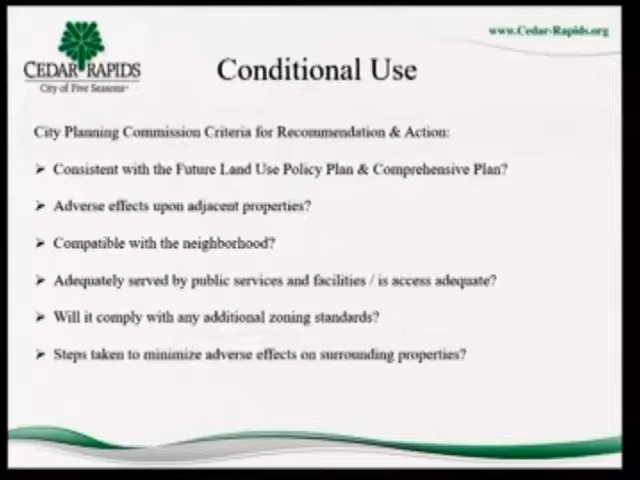 www.Cedar-Rapids.org
CEDAR RAPIDS
City of Five Seasons
Conditional Use
City Planning Commission Criteria for Recommendation & Action:
➤ Consistent with the Future Land Use Policy Plan & Comprehensive Plan?
➤ Adverse effects upon adjacent properties?
➤ Compatible with the neighborhood?
➤ Adequately served by public services and facilities / is access adequate?
➤ Will it comply with any additional zoning standards?
➤ Steps taken to minimize adverse effects on surrounding properties?